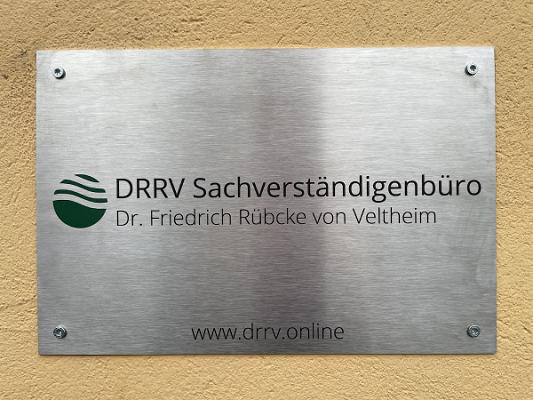 DRRV Sachverständigenbüro
Dr. Friedrich Rübcke von Veltheim
www.drrv.online